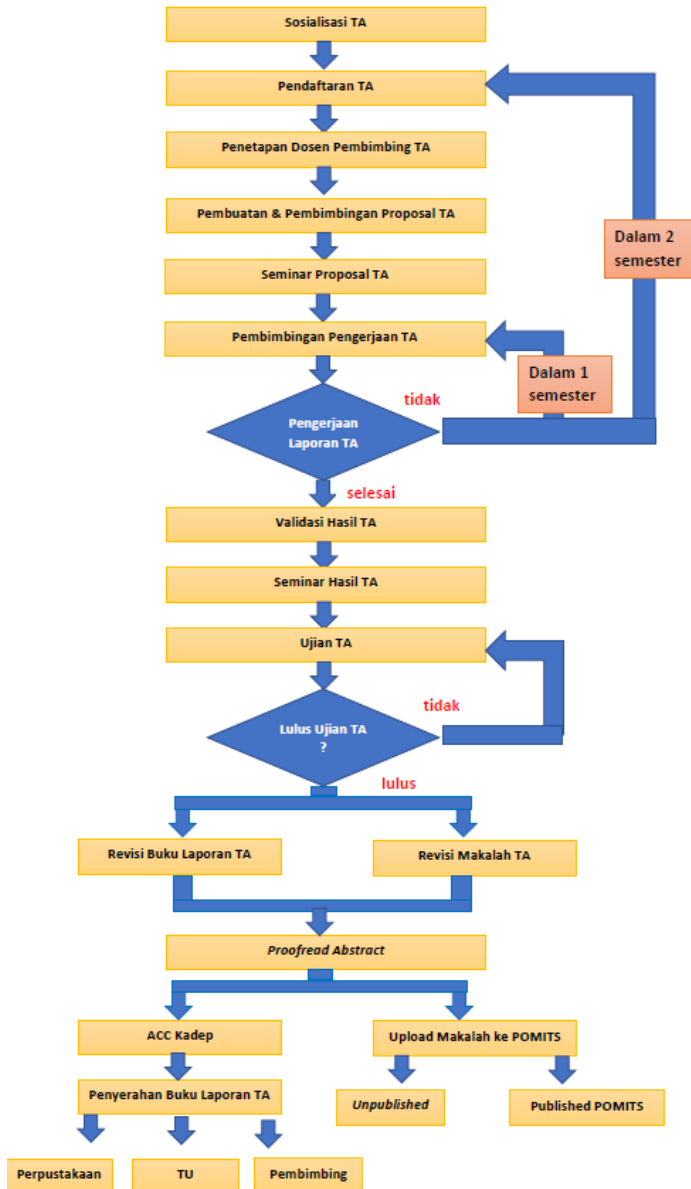 Sosialisasi TA
Pendaftaran TA
Penetapan Dosen Pembimbing TA
Pembuatan & Pembimbingan Proposal TA
Dalam 2
semester
Seminar Proposal TA
Pembimbingan Pengerjaan TA
Dalam 1
semester
tidak
Pengerjaan
Laporan TA
selesai
Validasi Hasil TA
Seminar Hasil TA
Ujian TA
tidak
Lulus Ujian TA
?
lulus
Revisi Buku Laporan TA
Revisi Makalah TA
Proofread Abstract
ACC Kadep
Upload Makalah ke POMITS
Penyerahan Buku Laporan TA
Unpublished
Published POMITS
Perpustakaan
TU
Pembimbing